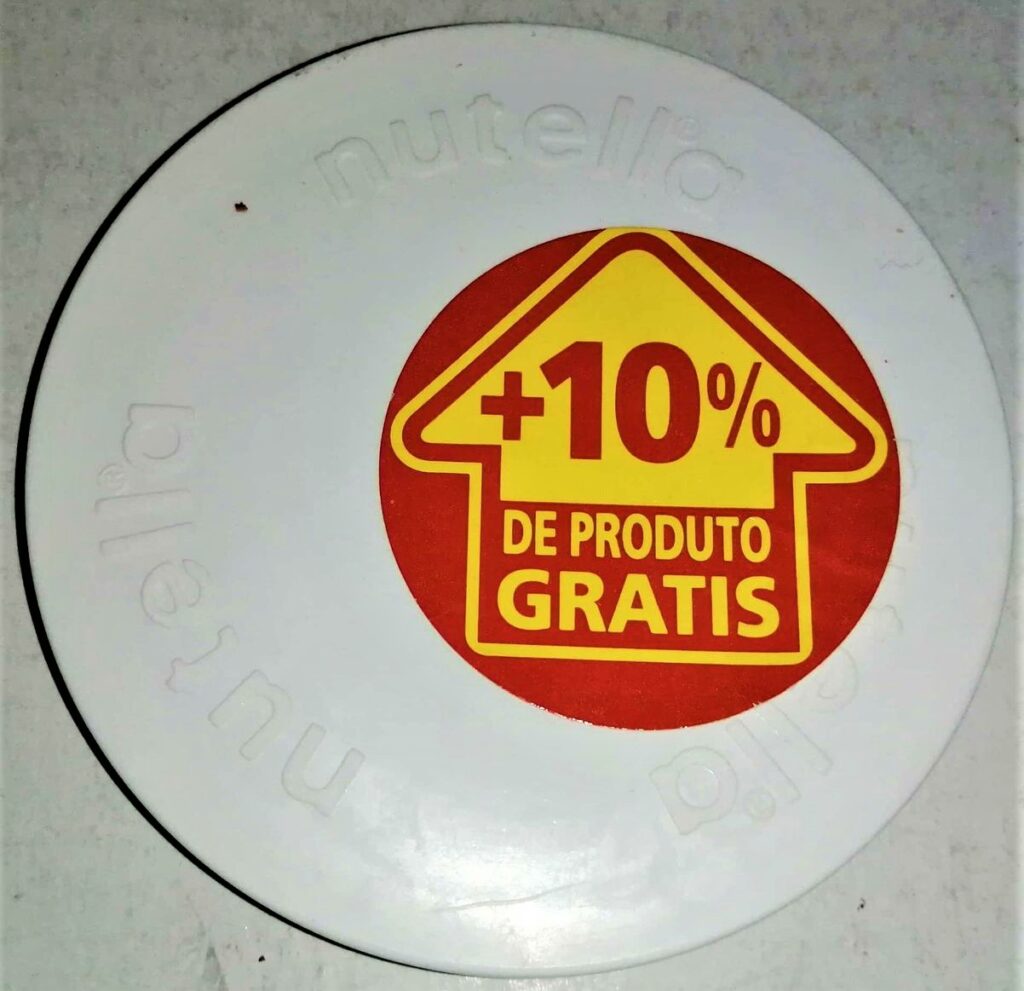 nutella
+10%
DE PRODUTO
GRATIS
nutella
nutella